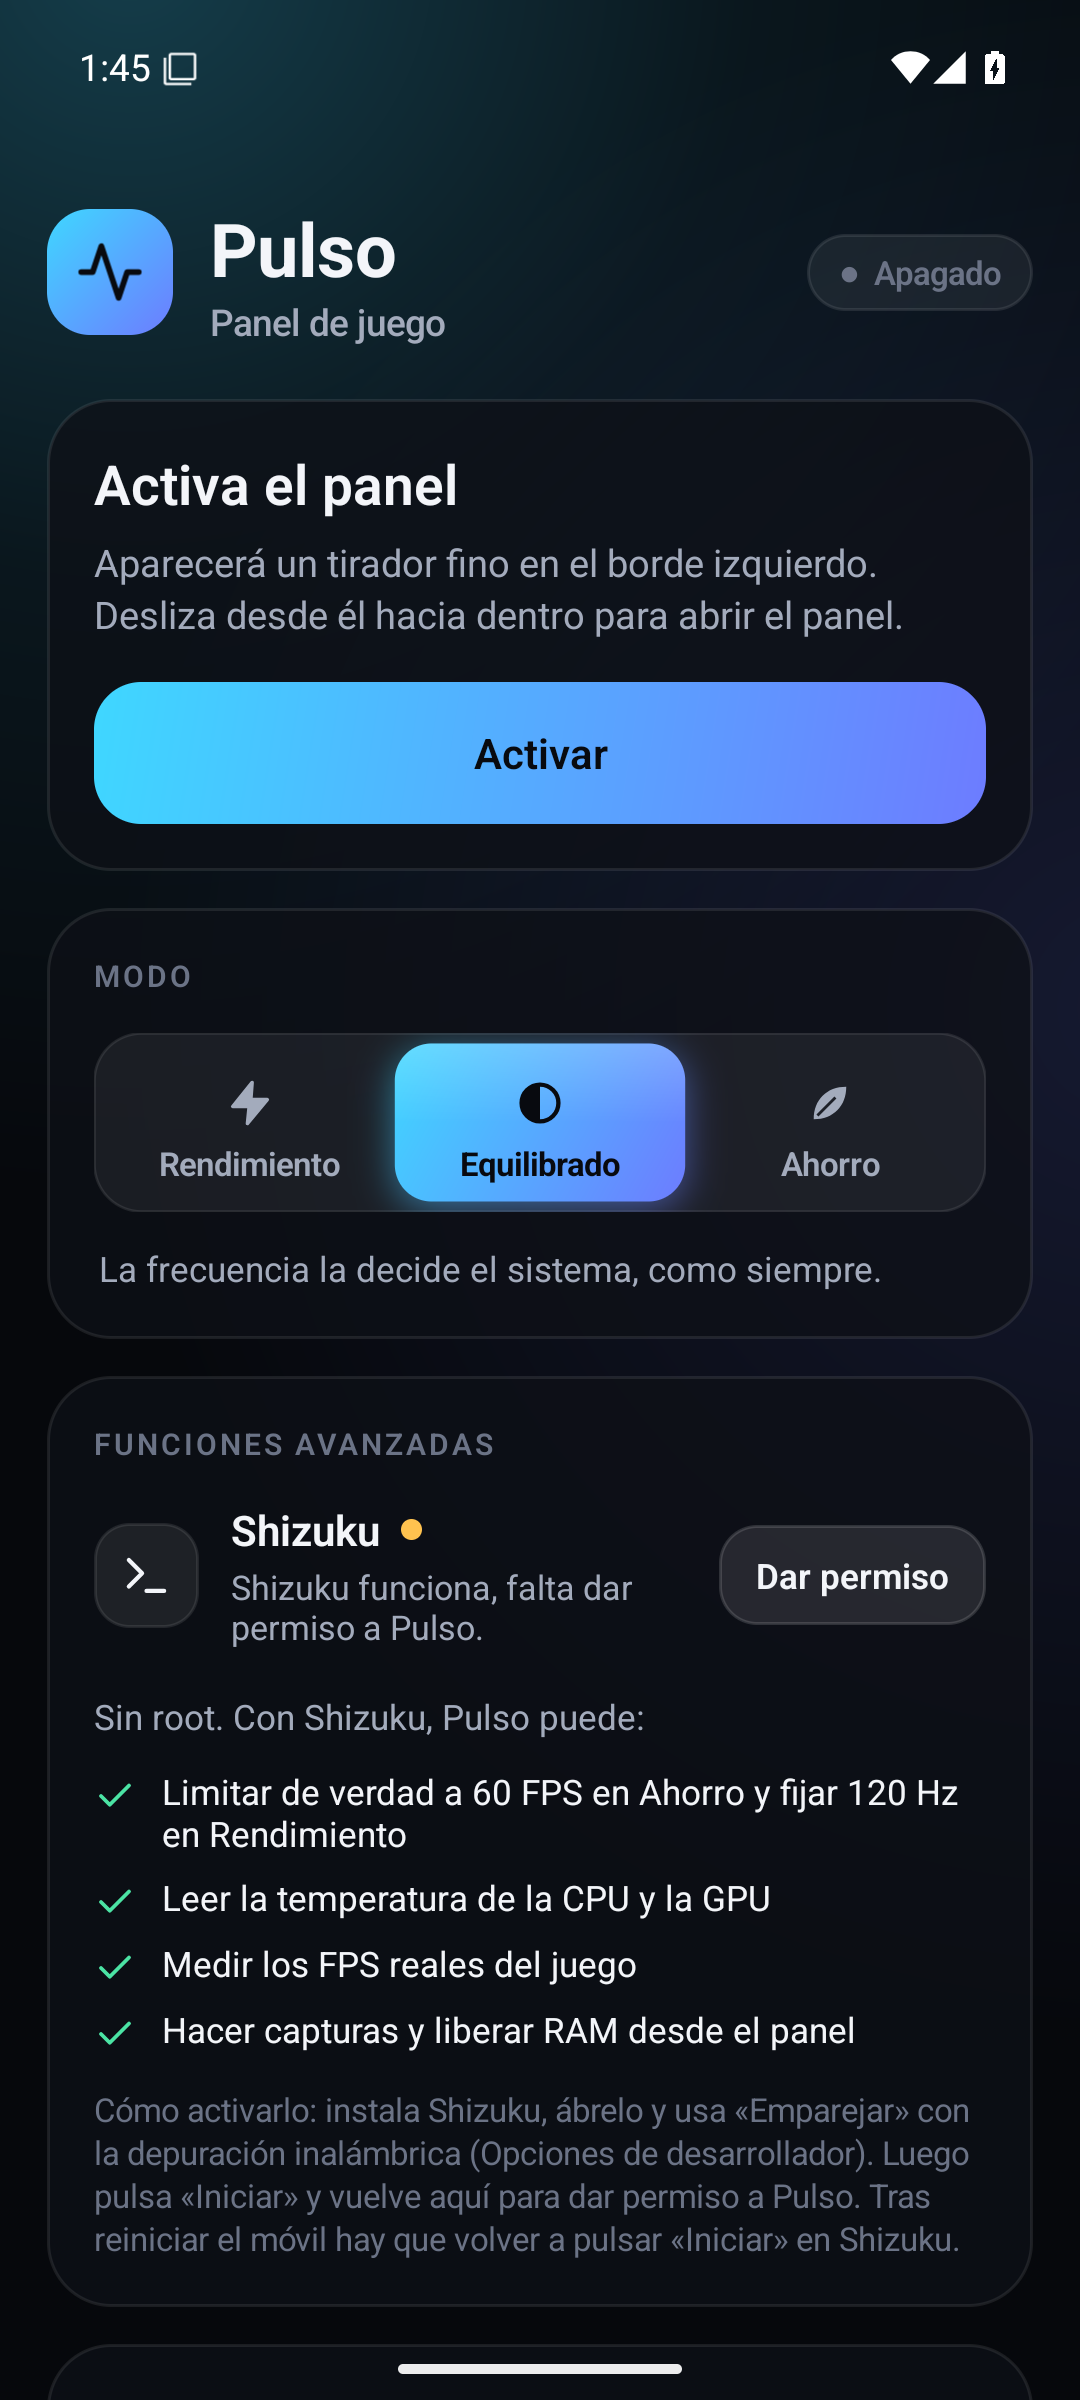 1:45
Pulso
Panel de juego
Apagado
Activa el panel
Aparecerá un tirador fino en el borde izquierdo.
Desliza desde él hacia dentro para abrir el panel.
Activar
MODO
Rendimiento
Equilibrado
Ahorro
La frecuencia la decide el sistema, como siempre.
FUNCIONES AVANZADAS
Shizuku
Shizuku funciona, falta dar
permiso a Pulso.
Dar permiso
Sin root. Con Shizuku, Pulso puede:
Limitar de verdad a 60 FPS en Ahorro y fijar 120 Hz
en Rendimiento
Leer la temperatura de la CPU y la GPU
Medir los FPS reales del juego
Hacer capturas y liberar RAM desde el panel
Cómo activarlo: instala Shizuku, ábrelo y usa «Emparejar» con
la depuración inalámbrica (Opciones de desarrollador). Luego
pulsa «Iniciar» y vuelve aquí para dar permiso a Pulso. Tras
reiniciar el móvil hay que volver a pulsar «Iniciar» en Shizuku.